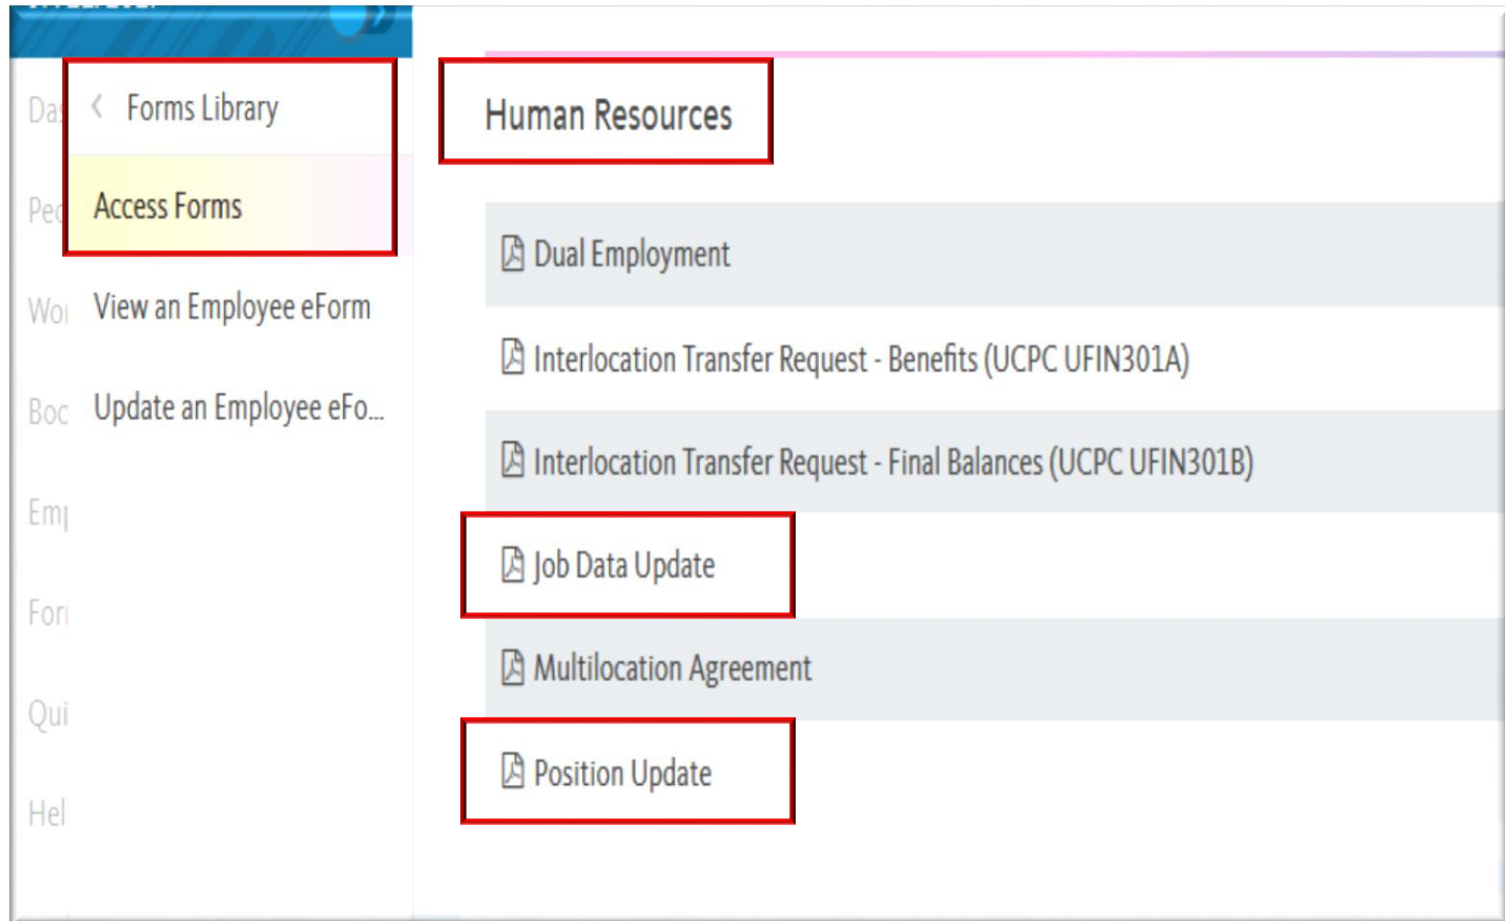 Forms Library
Access Forms
View an Employee eForm
Update an Employee eFo...
Human Resources
Dual Employment
Interlocation Transfer Request - Benefits (UCPC UFIN301A)
Interlocation Transfer Request - Final Balances (UCPC UFIN301B)
Job Data Update
Multilocation Agreement
Position Update